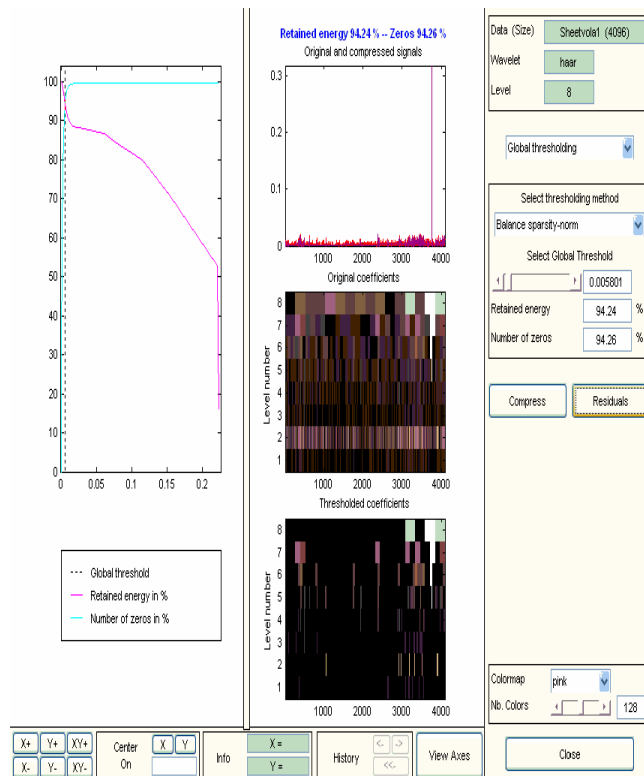 Retained energy 94.24 % -- Zeros 94.26 %
Original and compressed signals
100
90
80
70
60
50
40
30
20
10
0
0 0.05 0.1 0.15 0.2
Global threshold
Retained energy in %
Number of zeros in %
0.3
0.2
0.1
0
1000 2000 3000 4000
Original coefficients
Level number
8
7
6
5
4
3
2
1
1000 2000 3000 4000
Thresholded coefficients
Level number
8
7
6
5
4
3
2
1
1000 2000 3000 4000
Data (Size) Sheetvola1 (4096)
Wavelet haar
Level 8
Global thresholding
Select thresholding method
Balance sparsity-norm
Select Global Threshold
0.005801
Retained energy 94.24 %
Number of zeros 94.26 %
Compress Residuals
Colormap pink
Nb. Colors 128
Close
X+ Y+ XY+
X- Y- XY-
Center On X Y
Info X = Y =
History <- -> <<-
View Axes